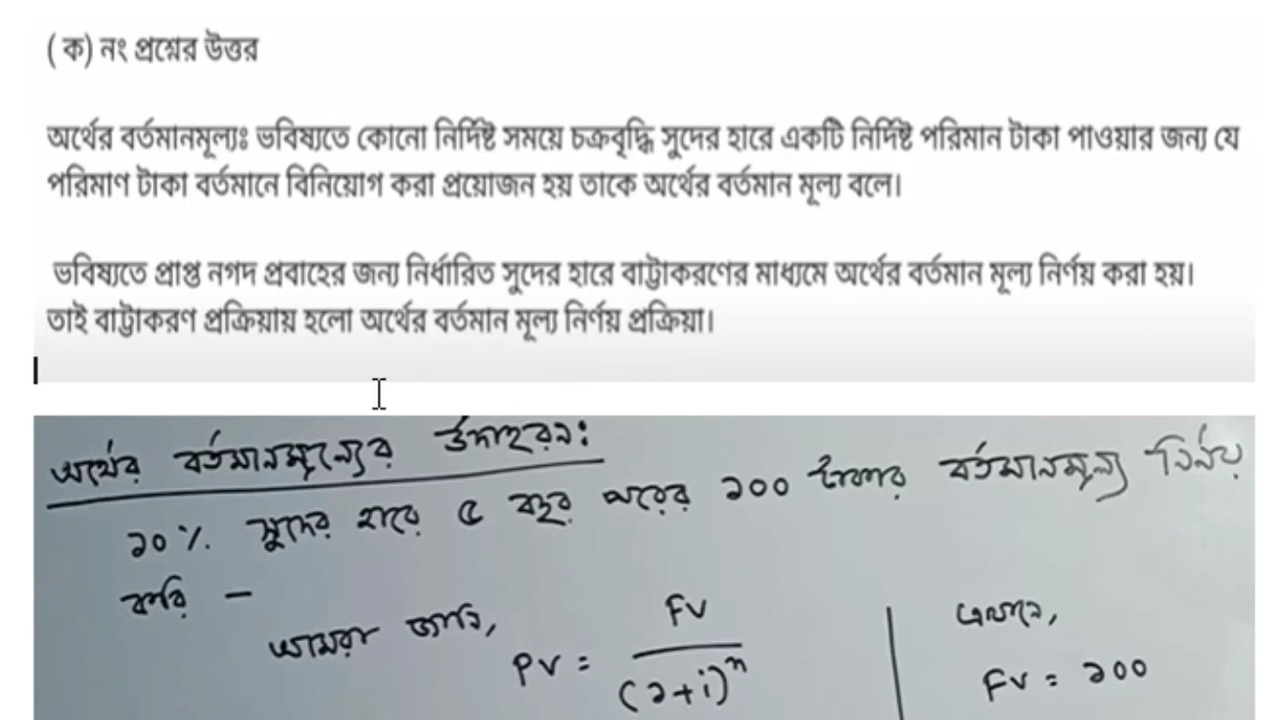 ( ক) নং প্রশ্নের উত্তর
অর্থের বর্তমানমূল্যঃ ভবিষ্যতে কোনো নির্দিষ্ট সময়ে চক্রবৃদ্ধি সুদের হারে একটি নির্দিষ্ট পরিমান টাকা পাওয়ার জন্য যে
পরিমাণ টাকা বর্তমানে বিনিয়োগ করা প্রয়োজন হয় তাকে অর্থের বর্তমান মূল্য বলে।
ভবিষ্যতে প্রাপ্ত নগদ প্রবাহের জন্য নির্ধারিত সুদের হারে বাট্টাকরণের মাধ্যমে অর্থের বর্তমান মূল্য নির্ণয় করা হয়।
তাই বাট্টাকরণ প্রক্রিয়ায় হলো অর্থের বর্তমান মূল্য নির্ণয় প্রক্রিয়া।
অর্থের বর্তমানমূল্যের উদাহরন:
১০%. সুদের হারে ৫ বছর পরের ১০০ টাকার বর্তমানমূল্য নির্নয়
করি –
আমরা জানি, PV = FV / (১+i)^n
এখানে,
FV = ১০০